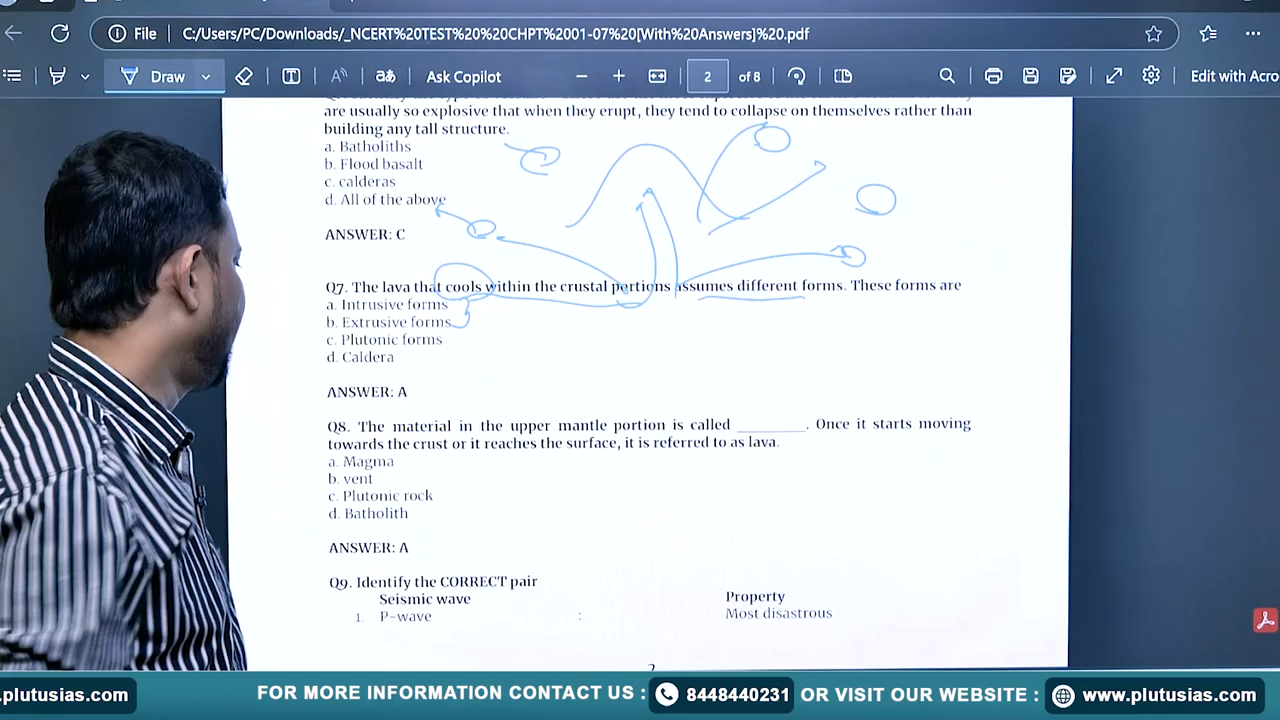 File C:/Users/PC/Downloads/_NCERT%20TEST%20%20CHPT%2001-07%20[With%20Answers]%20.pdf
Draw Ask Copilot 2 of 8 Edit with Acro
are usually so explosive that when they erupt, they tend to collapse on themselves rather than
building any tall structure.
a. Batholiths
b. Flood basalt
c. calderas
d. All of the above
ANSWER: C
Q7. The lava that cools within the crustal portions assumes different forms. These forms are
a. Intrusive forms
b. Extrusive forms
c. Plutonic forms
d. Caldera
ANSWER: A
Q8. The material in the upper mantle portion is called ________. Once it starts moving
towards the crust or it reaches the surface, it is referred to as lava.
a. Magma
b. vent
c. Plutonic rock
d. Batholith
ANSWER: A
Q9. Identify the CORRECT pair
Seismic wave Property
1. P-wave : Most disastrous
.plutusias.com FOR MORE INFORMATION CONTACT US : 8448440231 OR VISIT OUR WEBSITE : www.plutusias.com